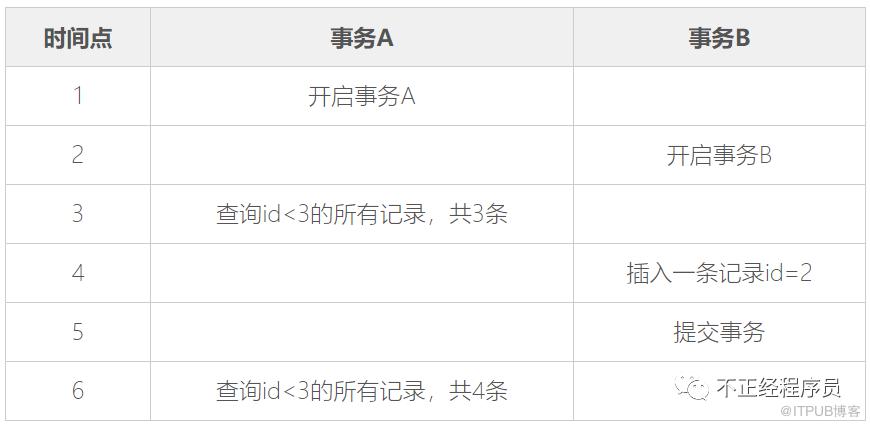 时间点 事务A 事务B
1 开启事务A
2 开启事务B
3 查询id<3的所有记录，共3条
4 插入一条记录id=2
5 提交事务
6 查询id<3的所有记录，共4条
不正经程序员
@ITPUB博客